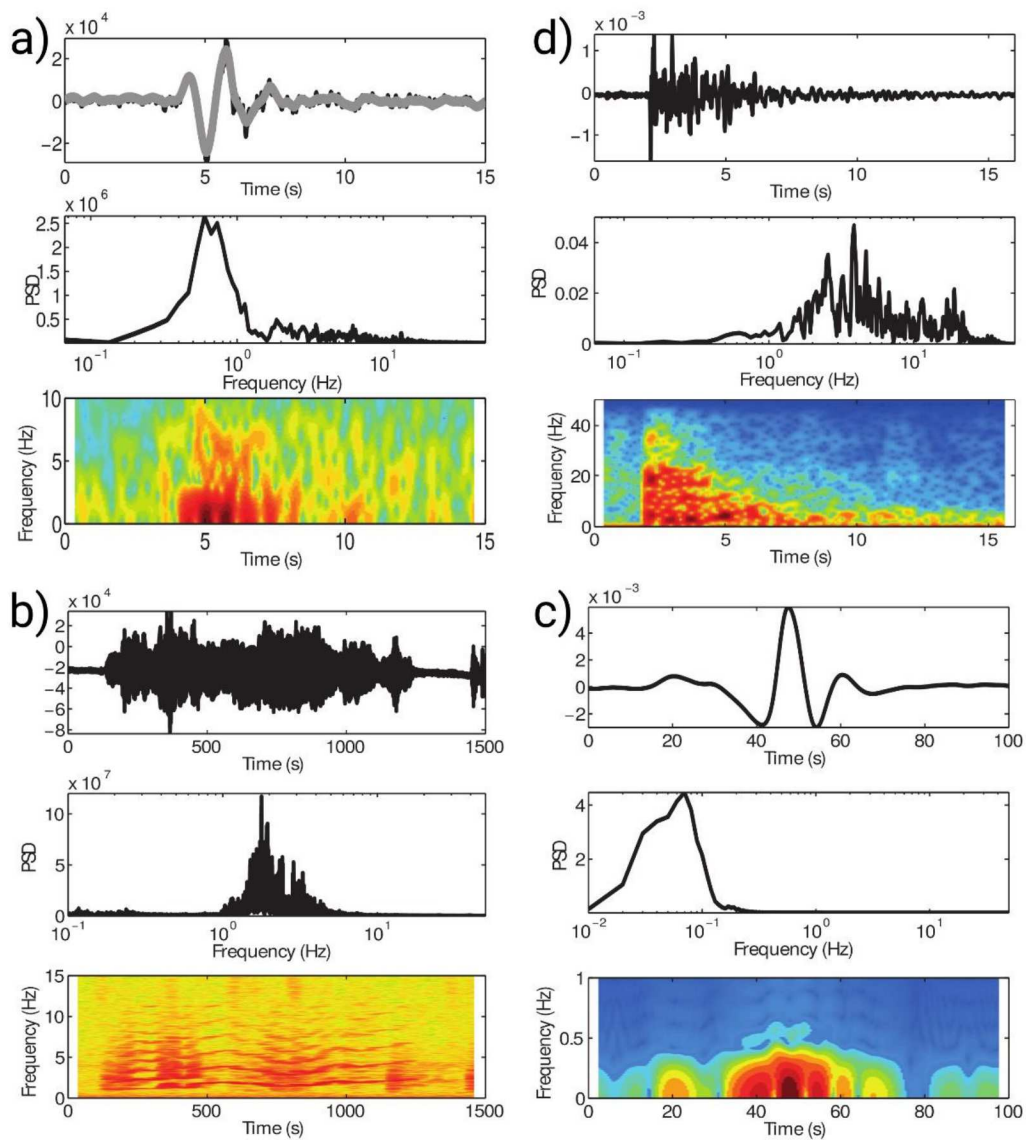 a)
x 10^4
2
0
−2
0 5 10 15
Time (s)
x 10^6
2.5
2
1.5
1
0.5
PSD
10^−1 10^0 10^1
Frequency (Hz)
10
5
0
Frequency (Hz)
0 5 10 15
Time (s)
d)
x 10^−3
1
0
−1
0 5 10 15
Time (s)
0.04
0.02
0
PSD
10^−1 10^0 10^1
Frequency (Hz)
40
20
0
Frequency (Hz)
0 5 10 15
Time (s)
b)
x 10^4
2
0
−2
−4
−6
−8
0 500 1000 1500
Time (s)
x 10^7
10
5
0
PSD
10^−1 10^0 10^1
Frequency (Hz)
15
10
5
0
Frequency (Hz)
0 500 1000 1500
Time (s)
c)
x 10^−3
4
2
0
−2
0 20 40 60 80 100
Time (s)
4
2
PSD
10^−2 10^−1 10^0 10^1
Frequency (Hz)
1
0.5
0
Frequency (Hz)
0 20 40 60 80 100
Time (s)